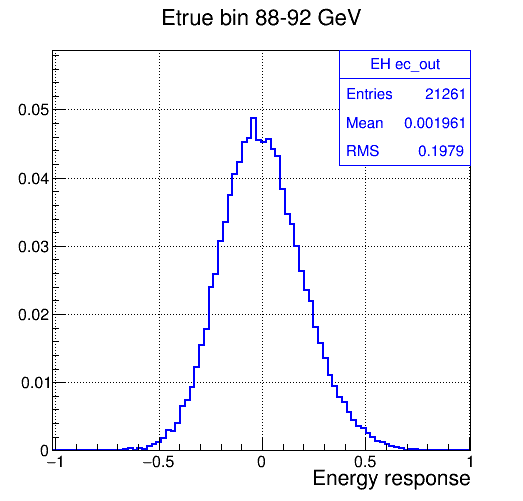 Etrue bin 88-92 GeV
EH ec_out
Entries 21261
Mean 0.001961
RMS 0.1979
0.05
0.04
0.03
0.02
0.01
0
−1 −0.5 0 0.5 1
Energy response